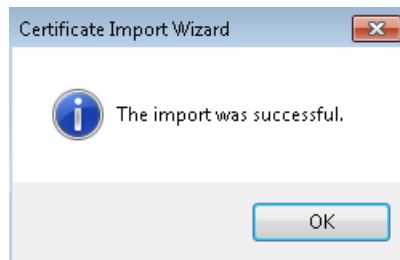 Certificate Import Wizard
The import was successful.
OK